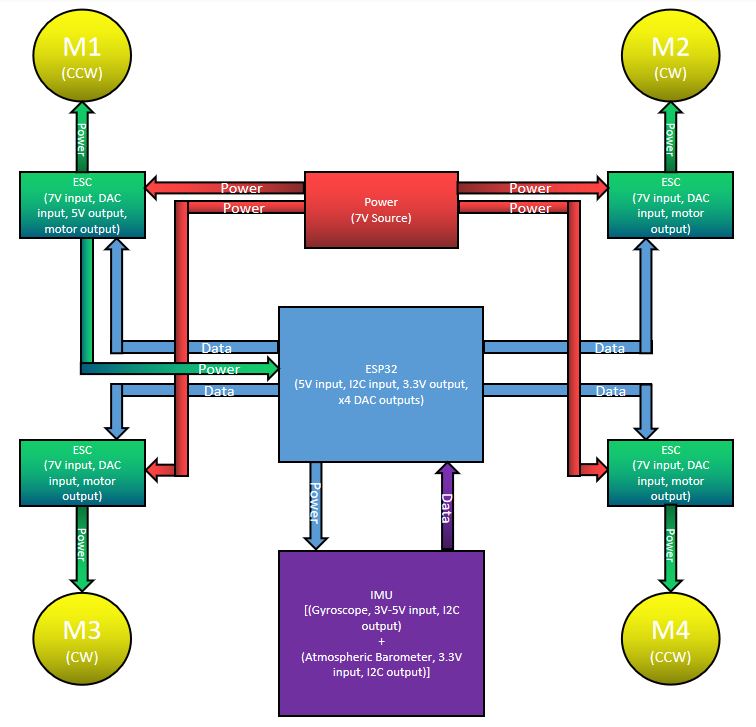 M1
(CCW)
M2
(CW)
Power
Power
ESC
(7V input, DAC
input, 5V output,
motor output)
Power
Power
Power
(7V Source)
Power
Power
ESC
(7V input, DAC
input, motor
output)
Data
Power
Data
ESP32
(5V input, I2C input, 3.3V output,
x4 DAC outputs)
Data
Data
ESC
(7V input, DAC
input, motor
output)
Power
Data
ESC
(7V input, DAC
input, motor
output)
Power
Power
IMU
[(Gyroscope, 3V-5V input, I2C
output)
+
(Atmospheric Barometer, 3.3V
input, I2C output)]
M3
(CW)
M4
(CCW)